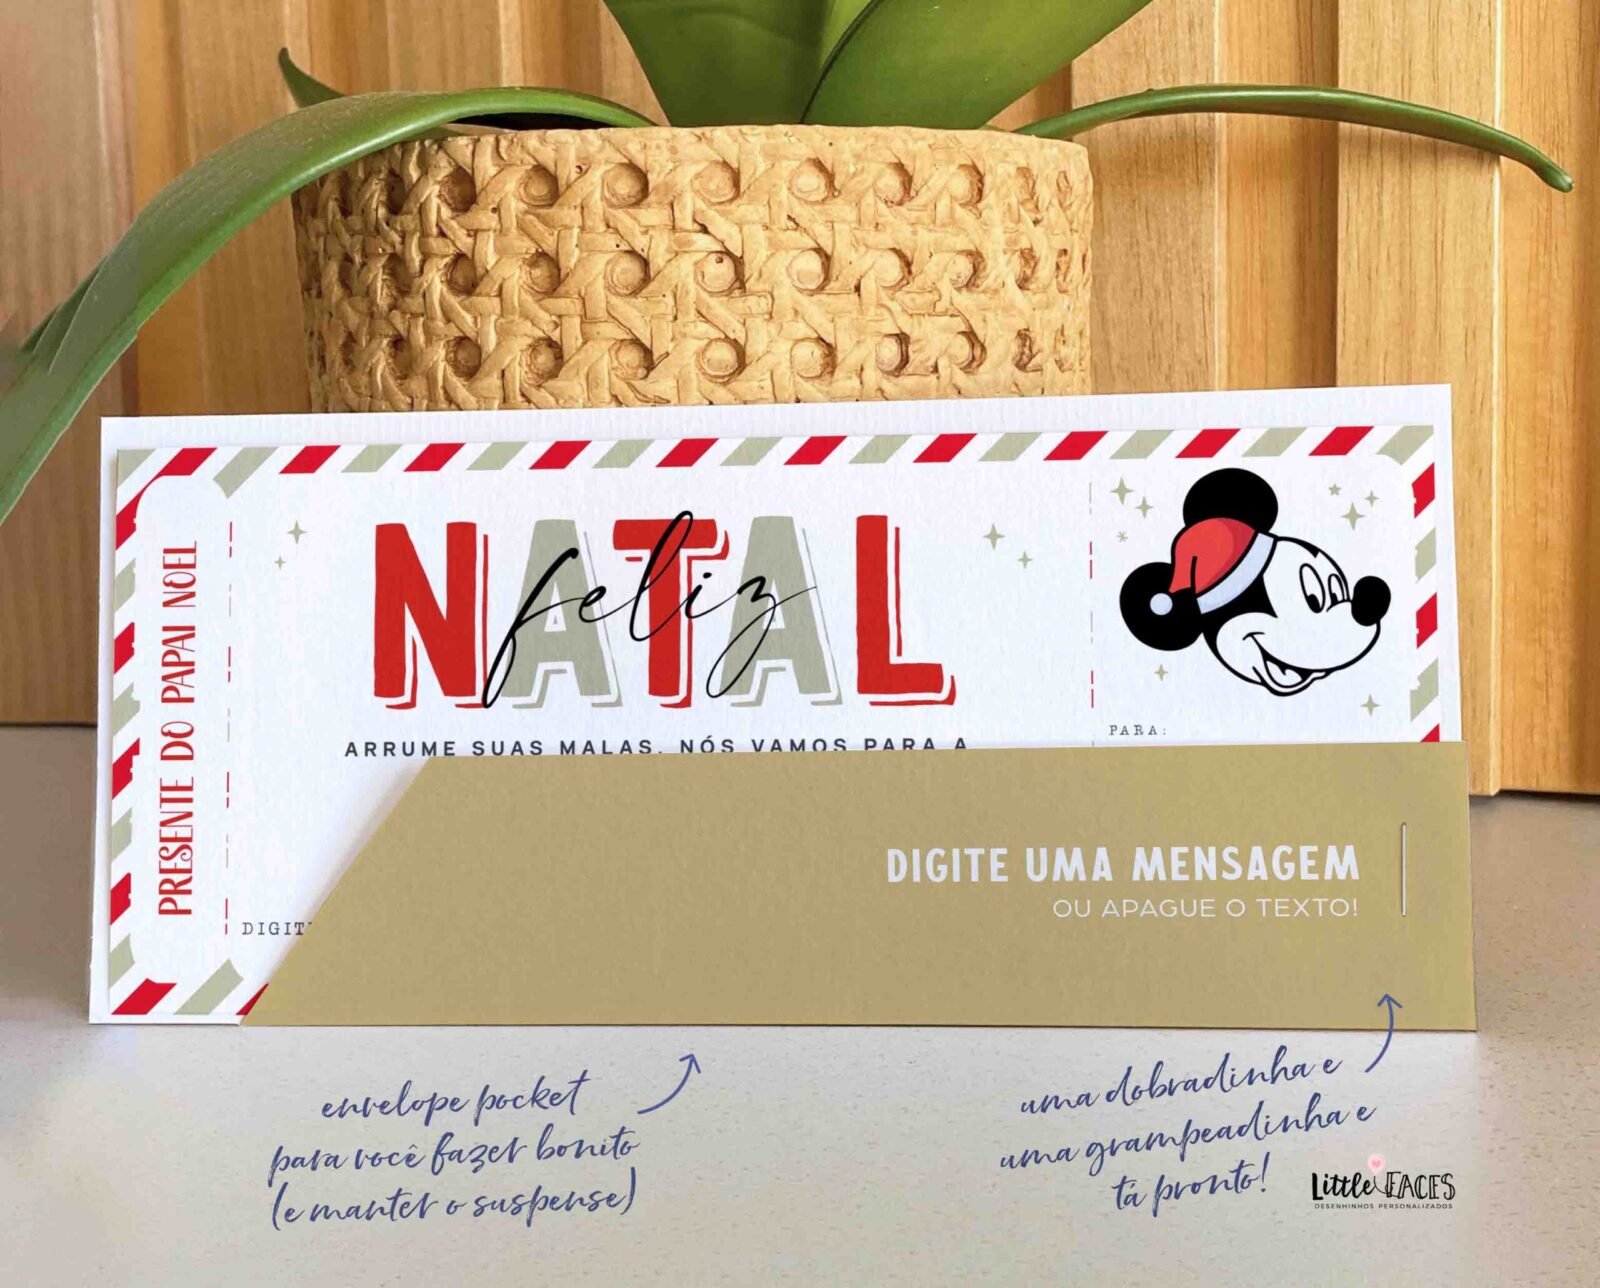 PRESENTE DO PAPAI NOEL
NATAL
feliz
ARRUME SUAS MALAS, NÓS VAMOS PARA A
PARA:
DIGITE UMA MENSAGEM
OU APAGUE O TEXTO!
DIGIT
envelope pocket
para você fazer bonito
(e manter o suspense)
uma dobradinha e
uma grampeadinha e
tá pronto!
Little FACES
DESENHINHOS PERSONALIZADOS